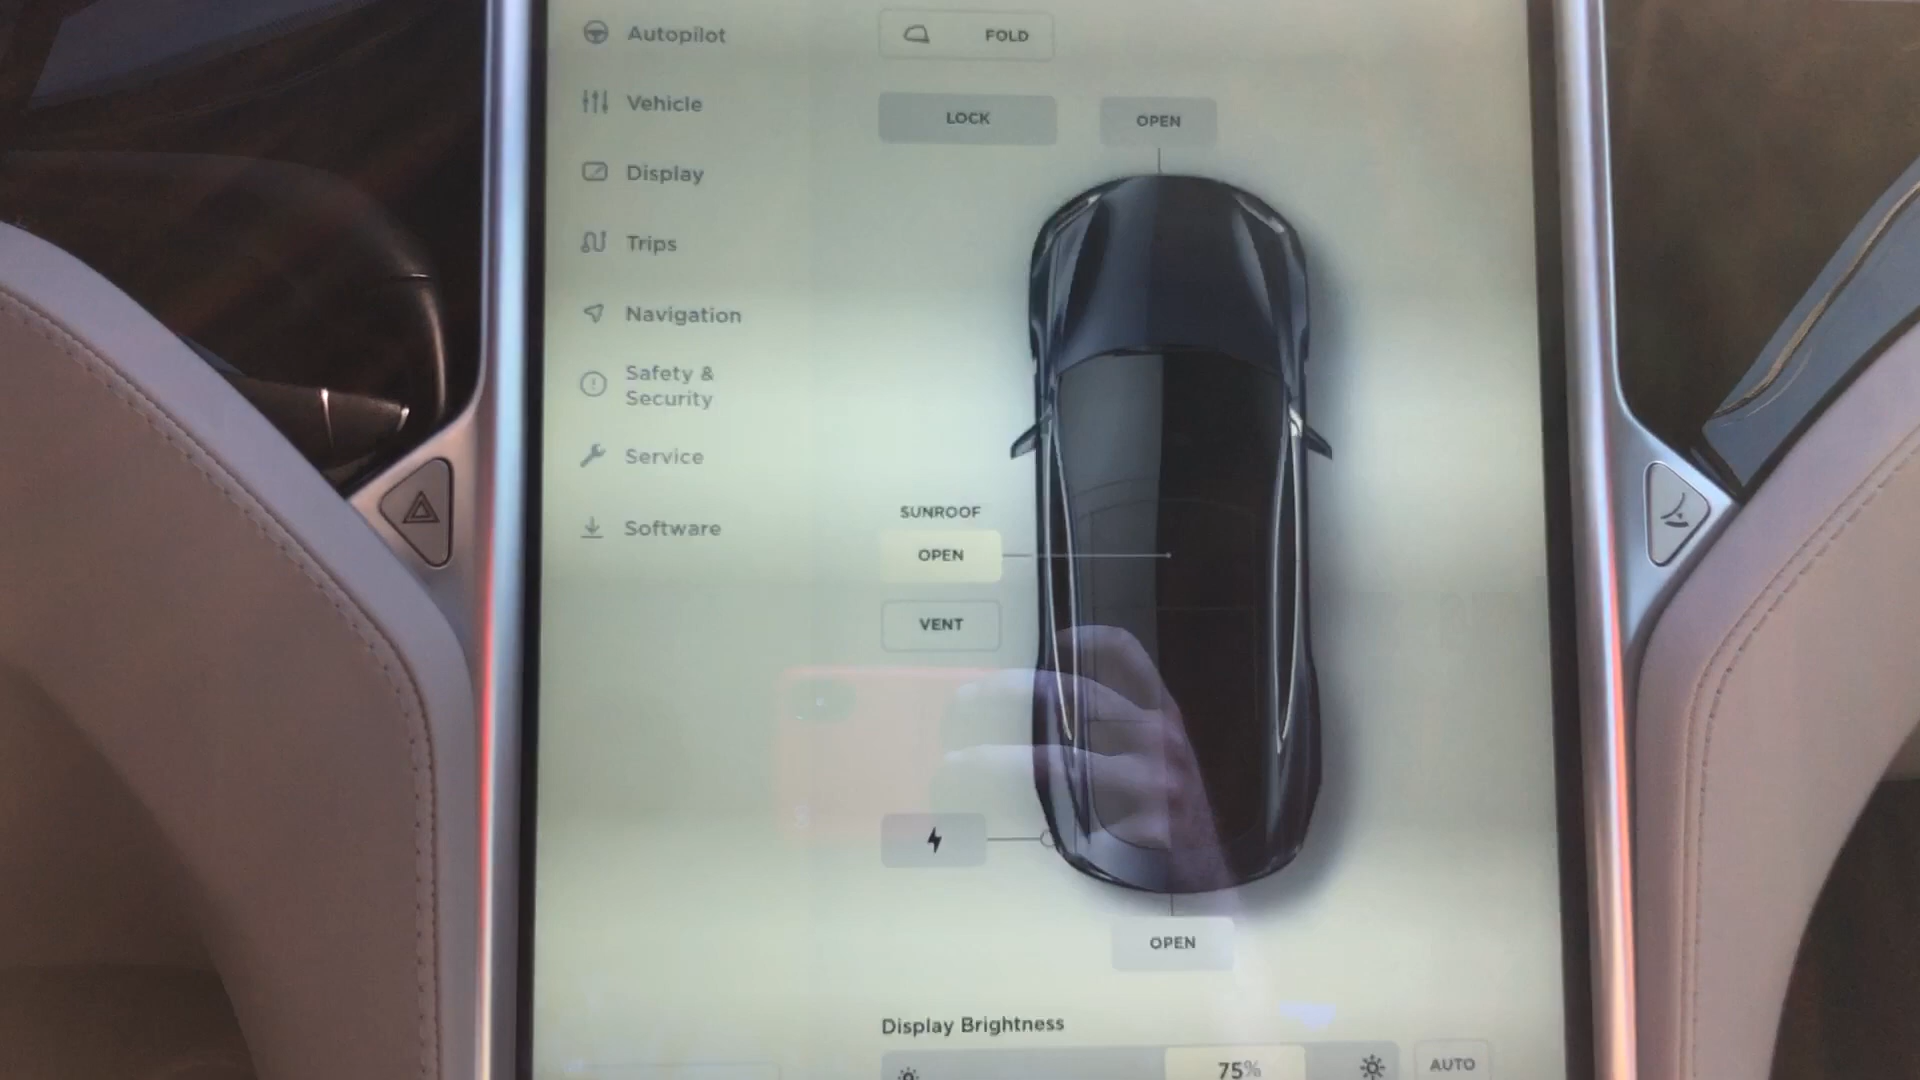 Autopilot
FOLD
Vehicle
LOCK
OPEN
Display
Trips
Navigation
Safety &
Security
Service
SUNROOF
Software
OPEN
VENT
OPEN
Display Brightness
75%
AUTO